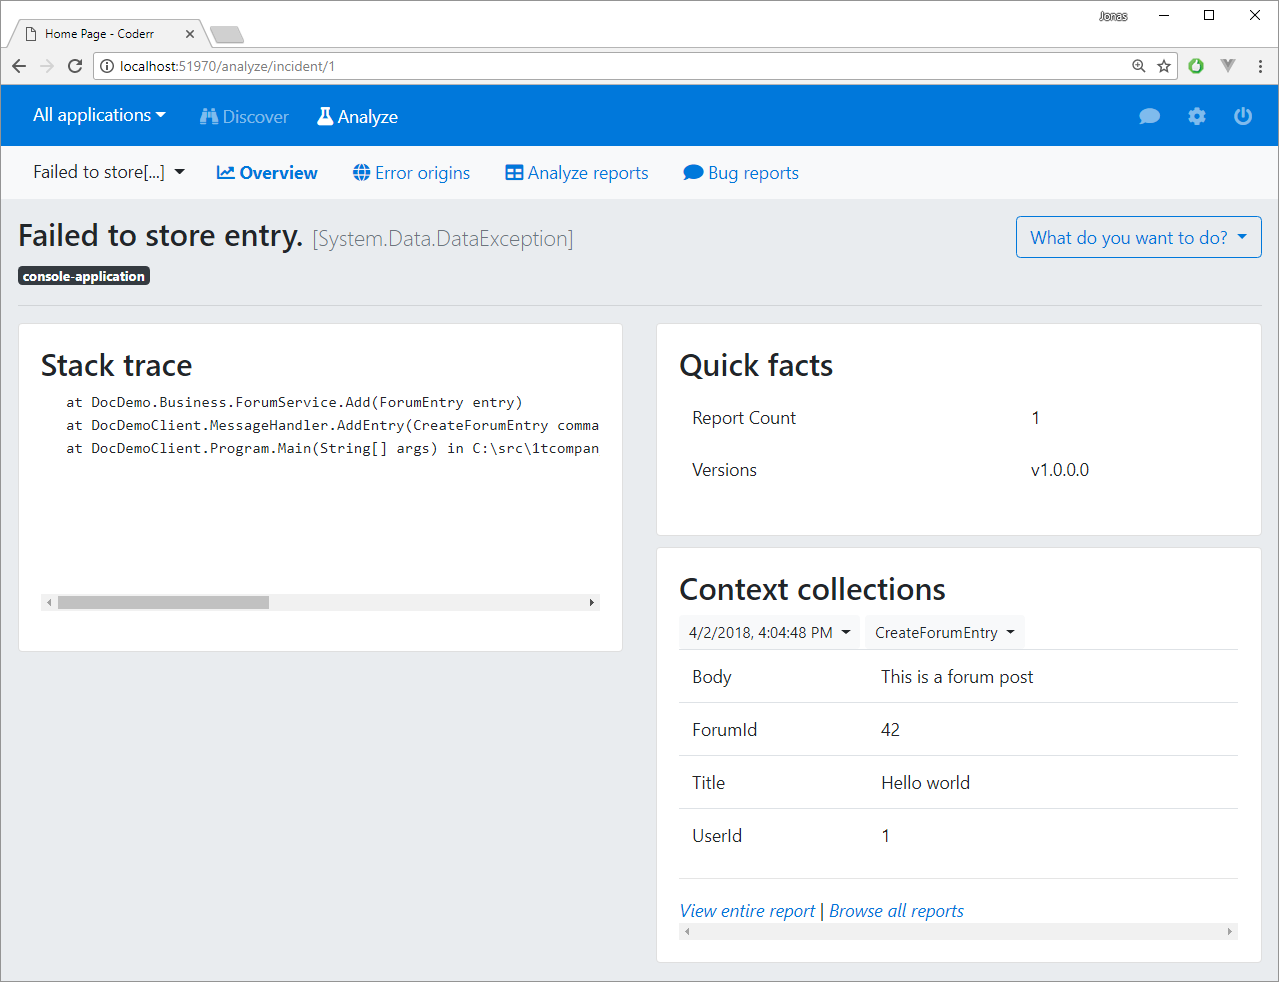 Jonas
Home Page - Coderr
localhost:51970/analyze/incident/1
All applications Discover Analyze
Failed to store[...] Overview Error origins Analyze reports Bug reports
Failed to store entry. [System.Data.DataException]
What do you want to do?
console-application
Stack trace
at DocDemo.Business.ForumService.Add(ForumEntry entry)
at DocDemoClient.MessageHandler.AddEntry(CreateForumEntry comma
at DocDemoClient.Program.Main(String[] args) in C:\src\1tcompan
Quick facts
Report Count 1
Versions v1.0.0.0
Context collections
4/2/2018, 4:04:48 PM CreateForumEntry
Body This is a forum post
ForumId 42
Title Hello world
UserId 1
View entire report | Browse all reports